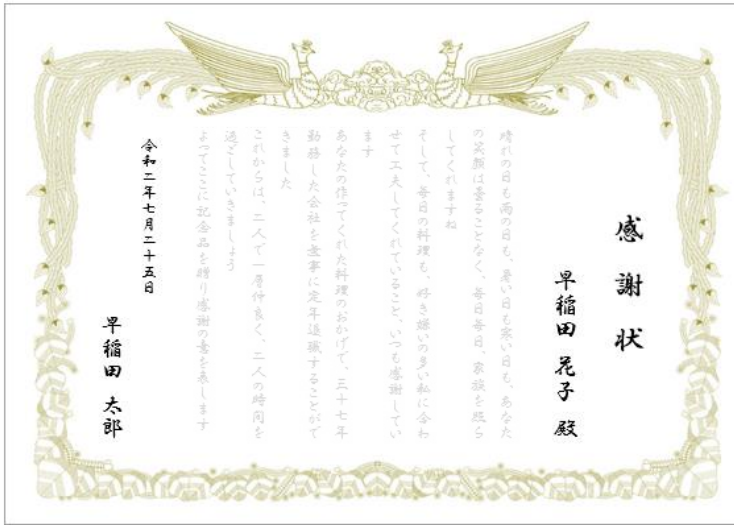 感謝状
早稲田 花子 殿
晴れの日も雨の日も、暑い日も寒い日も、あなた
の笑顔は曇ることなく、毎日毎日、家族を照ら
してくれますね
そして、毎日の料理も、好き嫌いの多い私に合わ
せて工夫してくれていること、いつも感謝してい
ます
あなたの作ってくれた料理のおかげで、三十七年
勤務した会社を無事に定年退職することがで
きました
これからは、二人で一層仲良く、二人の時間を
過ごしていきましょう
よってここに記念品を贈り感謝の意を表します
令和二年七月二十五日
早稲田 太郎